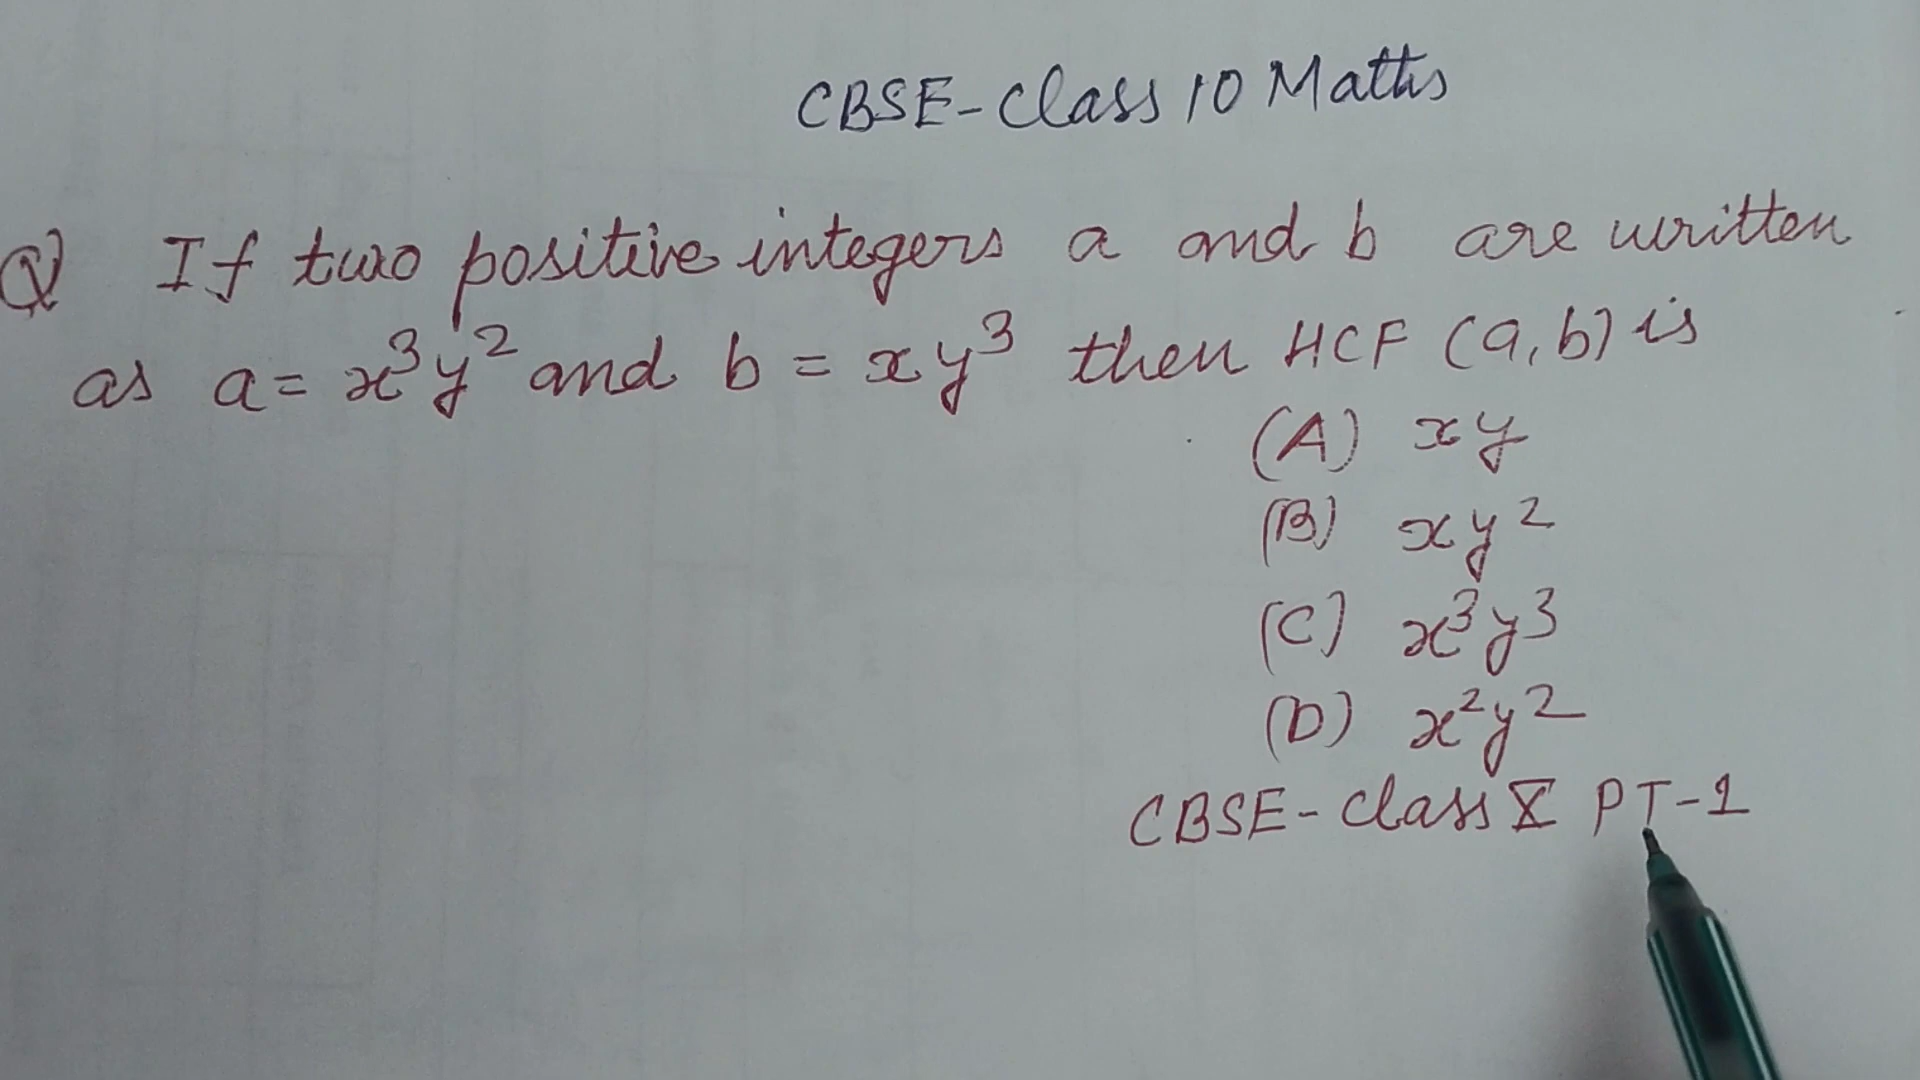 CBSE-Class 10 Maths
Q If two positive integers a and b are written
as a = x³y² and b = xy³ then HCF (a,b) is
(A) xy
(B) xy²
(C) x³y³
(D) x²y²
CBSE-Class X PT-1